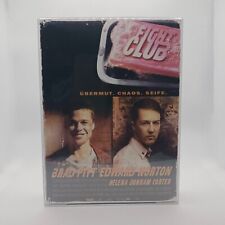 FIGHT
CLUB
ÜBERMUT. CHAOS. SEIFE.
BRAD PITT EDWARD NORTON
HELENA BONHAM CARTER